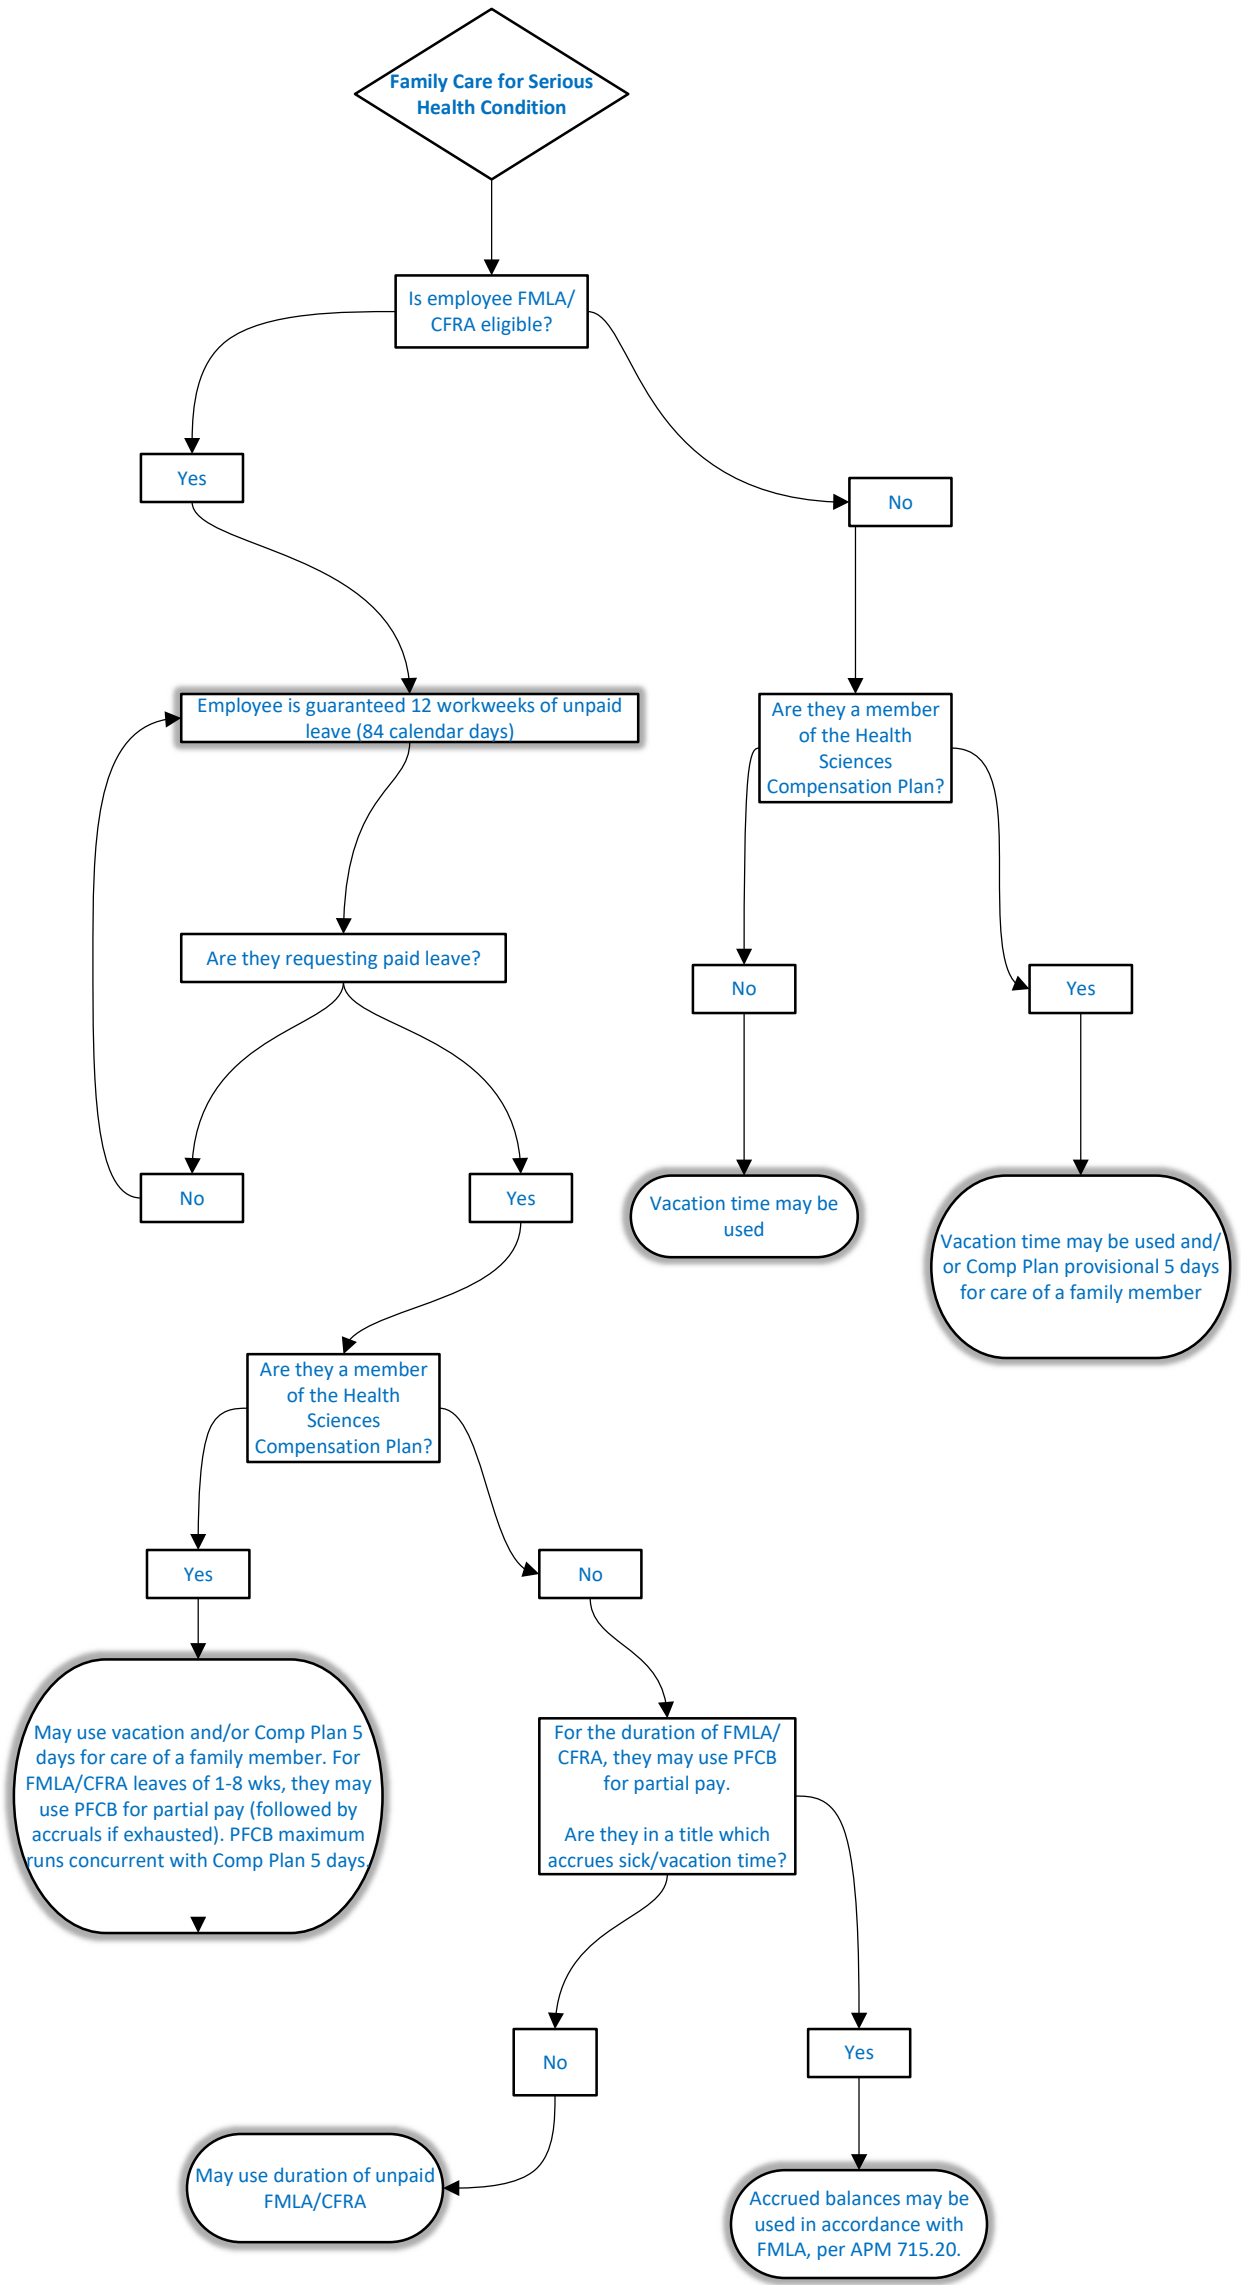 Family Care for Serious
Health Condition
Is employee FMLA/
CFRA eligible?
Yes
No
Employee is guaranteed 12 workweeks of unpaid
leave (84 calendar days)
Are they a member
of the Health
Sciences
Compensation Plan?
Are they requesting paid leave?
No
Yes
No
Yes
Vacation time may be
used
Vacation time may be used and/
or Comp Plan provisional 5 days
for care of a family member
Are they a member
of the Health
Sciences
Compensation Plan?
Yes
No
May use vacation and/or Comp Plan 5
days for care of a family member. For
FMLA/CFRA leaves of 1-8 wks, they may
use PFCB for partial pay (followed by
accruals if exhausted). PFCB maximum
runs concurrent with Comp Plan 5 days.
For the duration of FMLA/
CFRA, they may use PFCB
for partial pay.
Are they in a title which
accrues sick/vacation time?
No
Yes
May use duration of unpaid
FMLA/CFRA
Accrued balances may be
used in accordance with
FMLA, per APM 715.20.